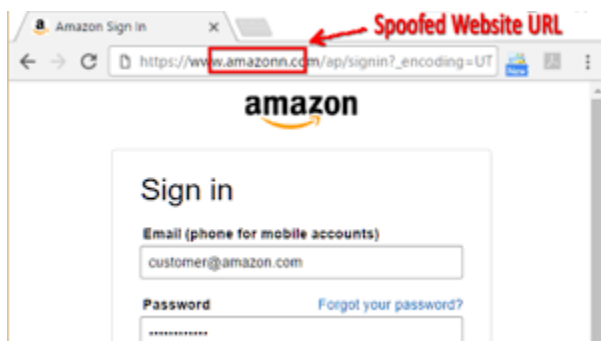 Amazon Sign In
Spoofed Website URL
https://www.amazonn.com/ap/signin?_encoding=UT
New
amazon
Sign in
Email (phone for mobile accounts)
customer@amazon.com
Password Forgot your password?